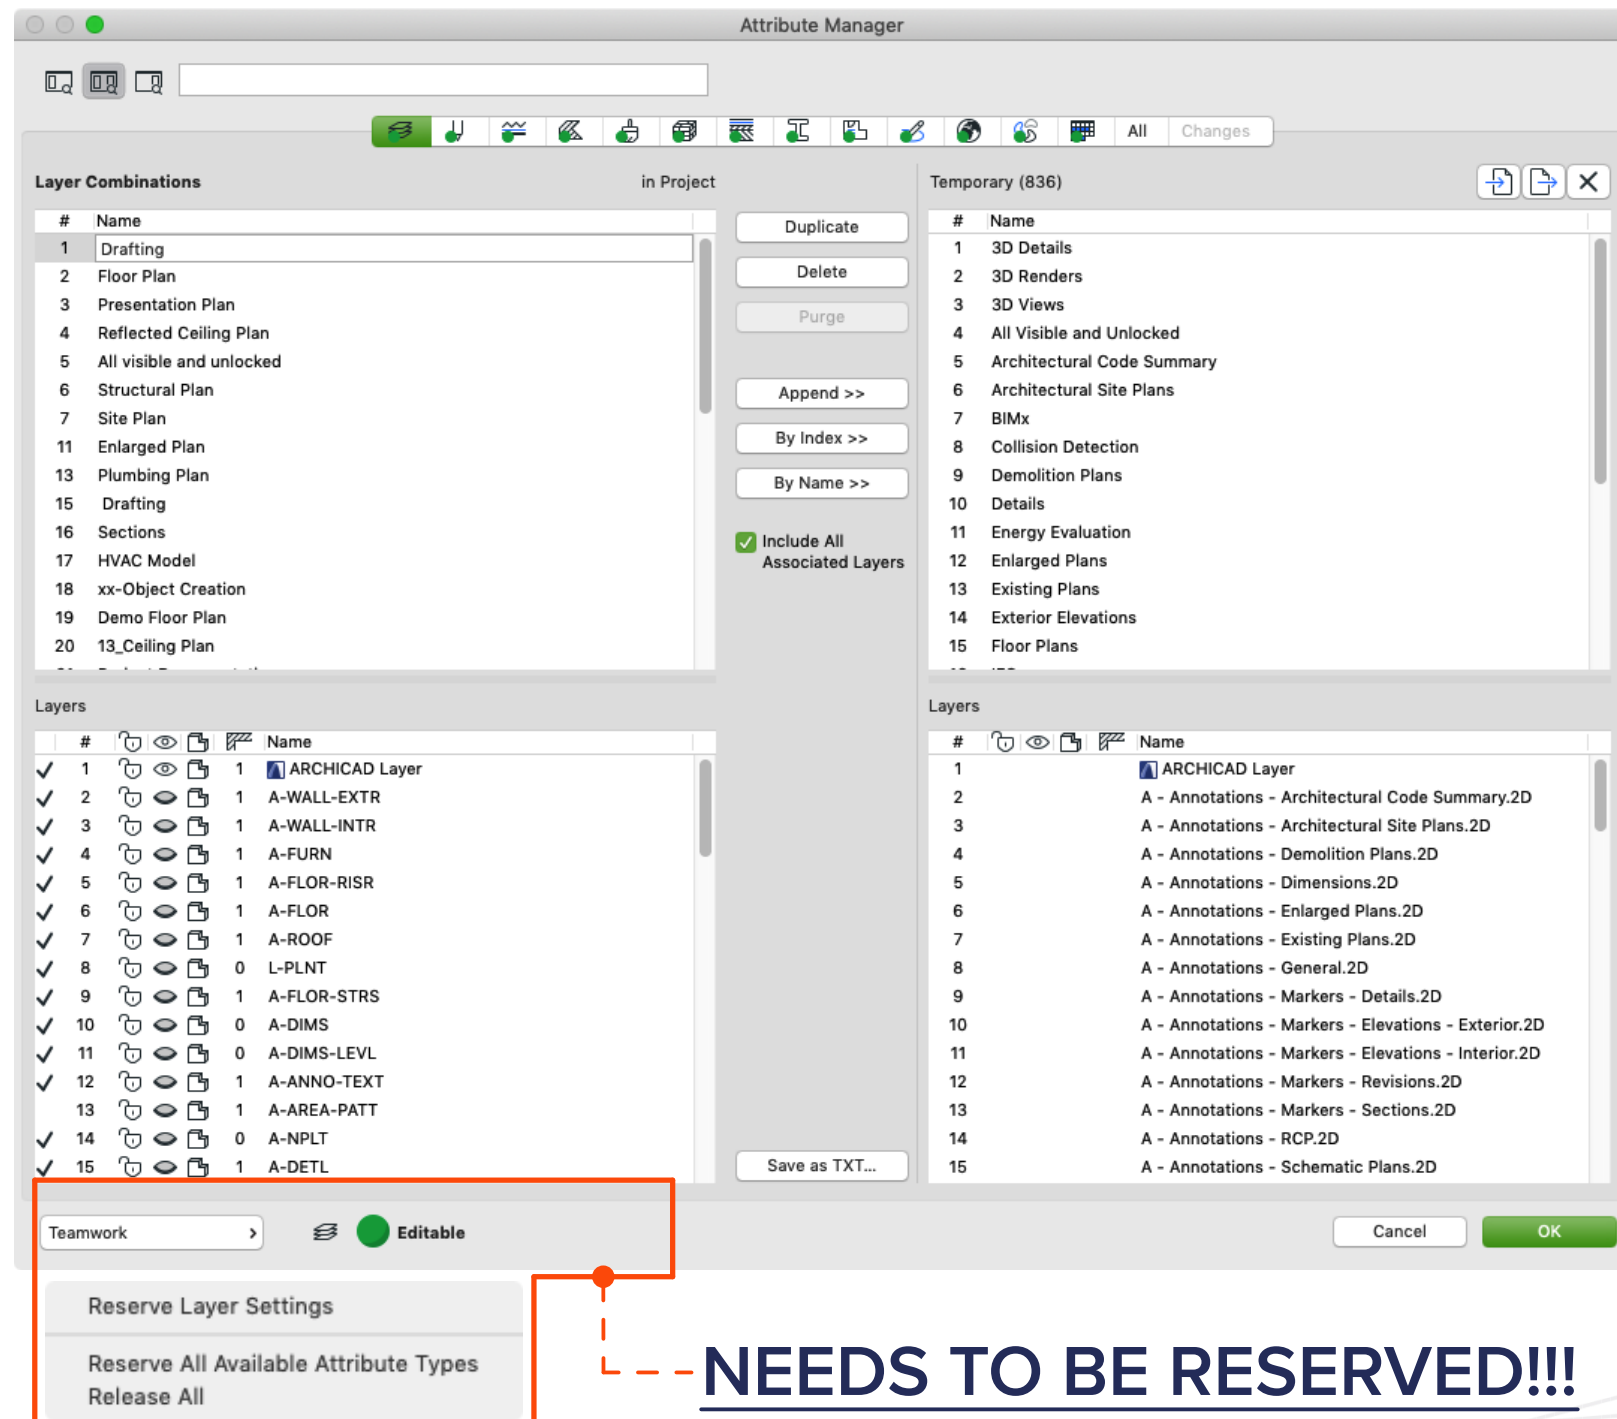 Attribute Manager
All Changes
Layer Combinations in Project
# Name
1 Drafting
2 Floor Plan
3 Presentation Plan
4 Reflected Ceiling Plan
5 All visible and unlocked
6 Structural Plan
7 Site Plan
11 Enlarged Plan
13 Plumbing Plan
15 Drafting
16 Sections
17 HVAC Model
18 xx-Object Creation
19 Demo Floor Plan
20 13_Ceiling Plan
Duplicate
Delete
Purge
Append >>
By Index >>
By Name >>
Include All
Associated Layers
Temporary (836)
# Name
1 3D Details
2 3D Renders
3 3D Views
4 All Visible and Unlocked
5 Architectural Code Summary
6 Architectural Site Plans
7 BIMx
8 Collision Detection
9 Demolition Plans
10 Details
11 Energy Evaluation
12 Enlarged Plans
13 Existing Plans
14 Exterior Elevations
15 Floor Plans
Layers
# Name
1 1 ARCHICAD Layer
2 1 A-WALL-EXTR
3 1 A-WALL-INTR
4 1 A-FURN
5 1 A-FLOR-RISR
6 1 A-FLOR
7 1 A-ROOF
8 0 L-PLNT
9 1 A-FLOR-STRS
10 0 A-DIMS
11 0 A-DIMS-LEVL
12 1 A-ANNO-TEXT
13 1 A-AREA-PATT
14 0 A-NPLT
15 1 A-DETL
Save as TXT...
Layers
# Name
1 ARCHICAD Layer
2 A - Annotations - Architectural Code Summary.2D
3 A - Annotations - Architectural Site Plans.2D
4 A - Annotations - Demolition Plans.2D
5 A - Annotations - Dimensions.2D
6 A - Annotations - Enlarged Plans.2D
7 A - Annotations - Existing Plans.2D
8 A - Annotations - General.2D
9 A - Annotations - Markers - Details.2D
10 A - Annotations - Markers - Elevations - Exterior.2D
11 A - Annotations - Markers - Elevations - Interior.2D
12 A - Annotations - Markers - Revisions.2D
13 A - Annotations - Markers - Sections.2D
14 A - Annotations - RCP.2D
15 A - Annotations - Schematic Plans.2D
Teamwork > Editable
Cancel OK
Reserve Layer Settings
Reserve All Available Attribute Types
Release All
NEEDS TO BE RESERVED!!!